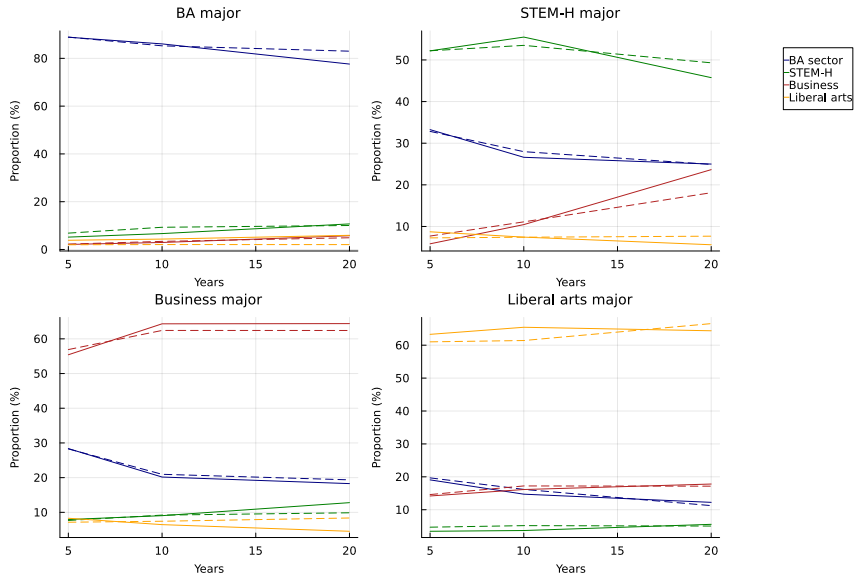 BA major
STEM-H major
80
60
40
20
0
Proportion (%)
5
10
15
20
Years
50
40
30
20
10
Proportion (%)
5
10
15
20
Years
BA sector
STEM-H
Business
Liberal arts
Business major
Liberal arts major
60
50
40
30
20
10
Proportion (%)
5
10
15
20
Years
60
50
40
30
20
10
Proportion (%)
5
10
15
20
Years